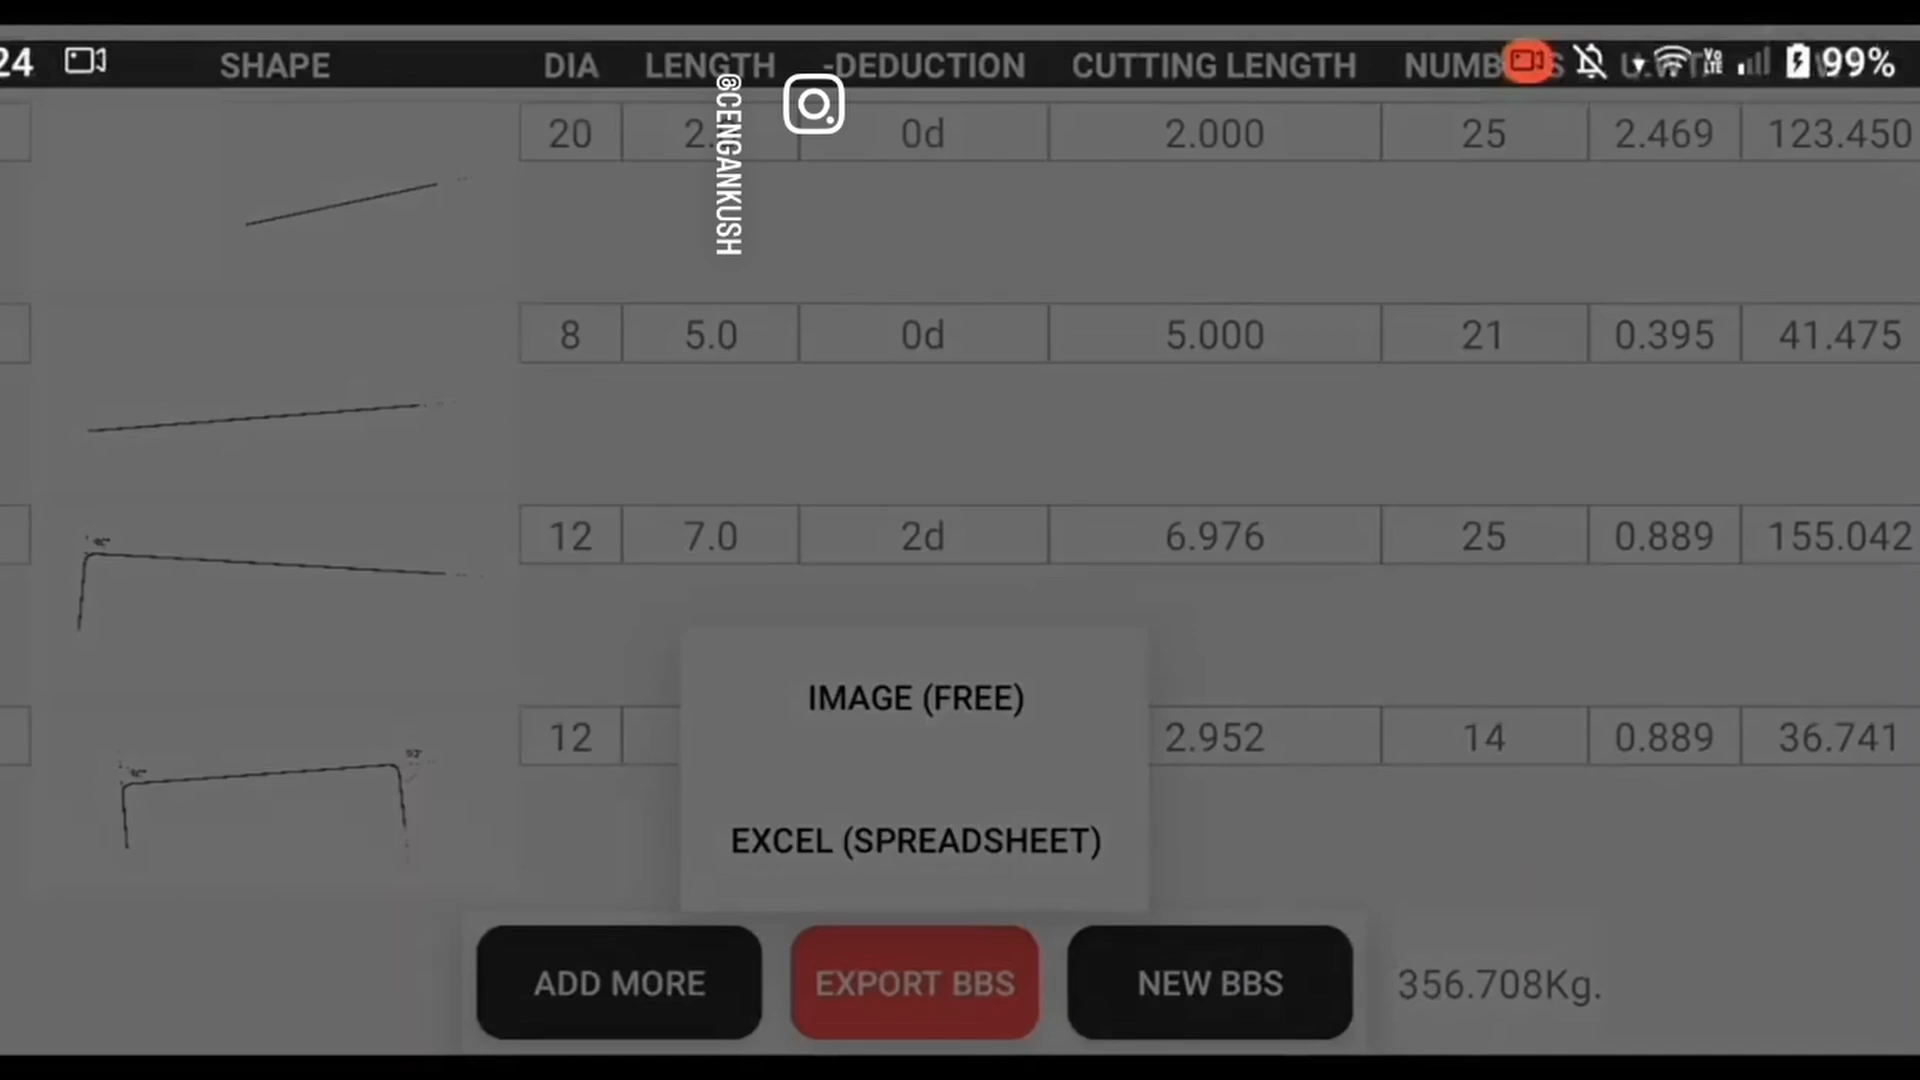 24 SHAPE DIA LENGTH -DEDUCTION CUTTING LENGTH 99%
@CENGANKUSH
20 2. 0d 2.000 25 2.469 123.450
8 5.0 0d 5.000 21 0.395 41.475
12 7.0 2d 6.976 25 0.889 155.042
12 2.952 14 0.889 36.741
IMAGE (FREE)
EXCEL (SPREADSHEET)
ADD MORE EXPORT BBS NEW BBS 356.708Kg.